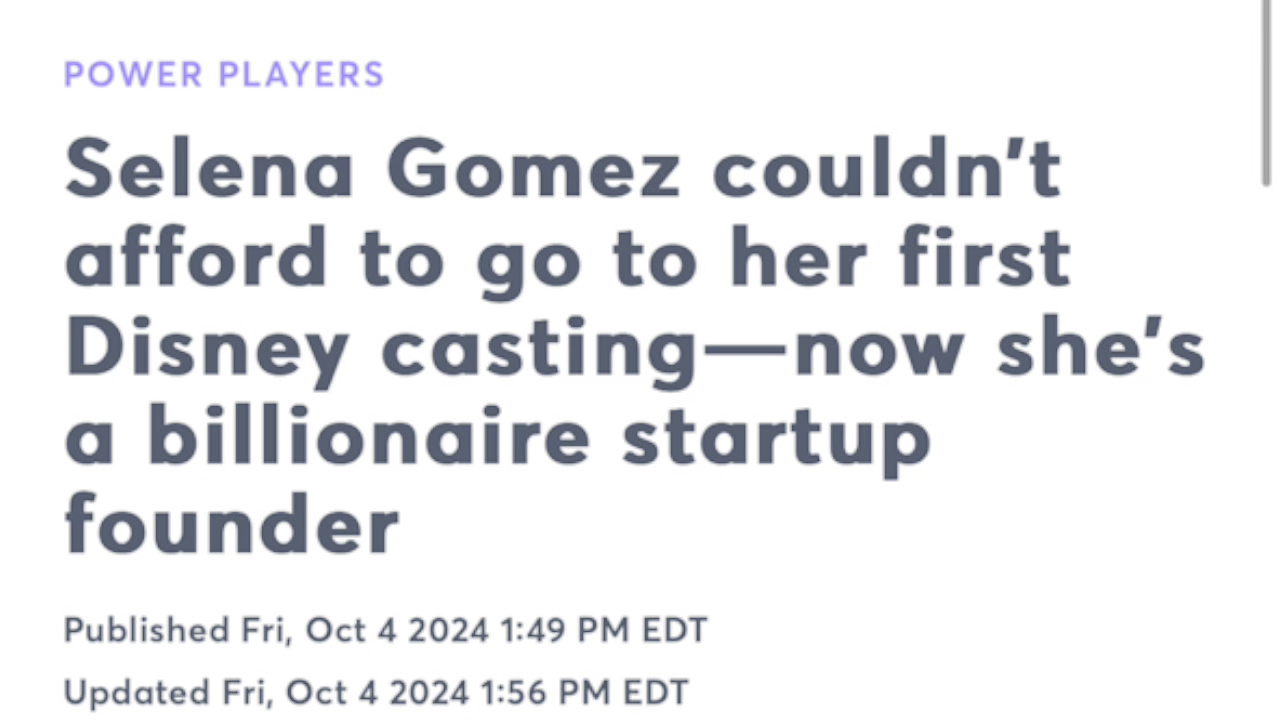 POWER PLAYERS
Selena Gomez couldn’t
afford to go to her first
Disney casting—now she’s
a billionaire startup
founder
Published Fri, Oct 4 2024 1:49 PM EDT
Updated Fri, Oct 4 2024 1:56 PM EDT